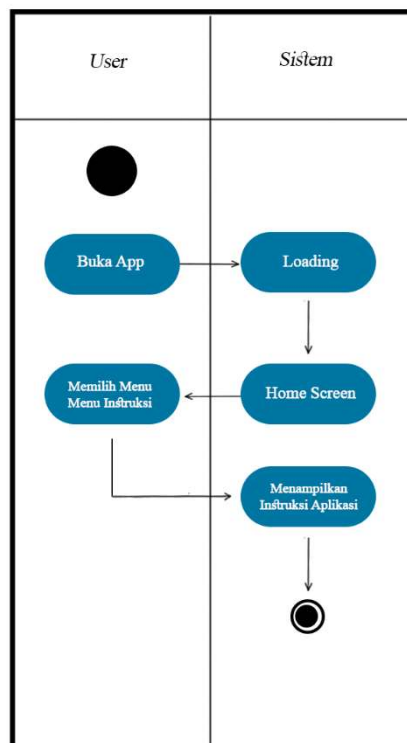 User
Sistem
Buka App
Loading
Memilih Menu
Menu Instruksi
Home Screen
Menampilkan
Instruksi Aplikasi